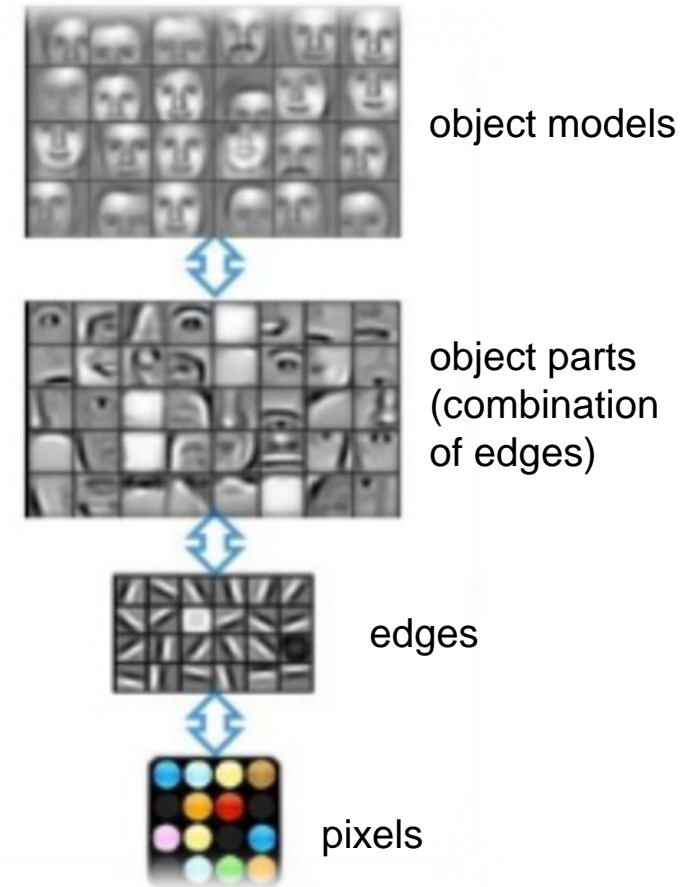 object models
object parts
(combination
of edges)
edges
pixels